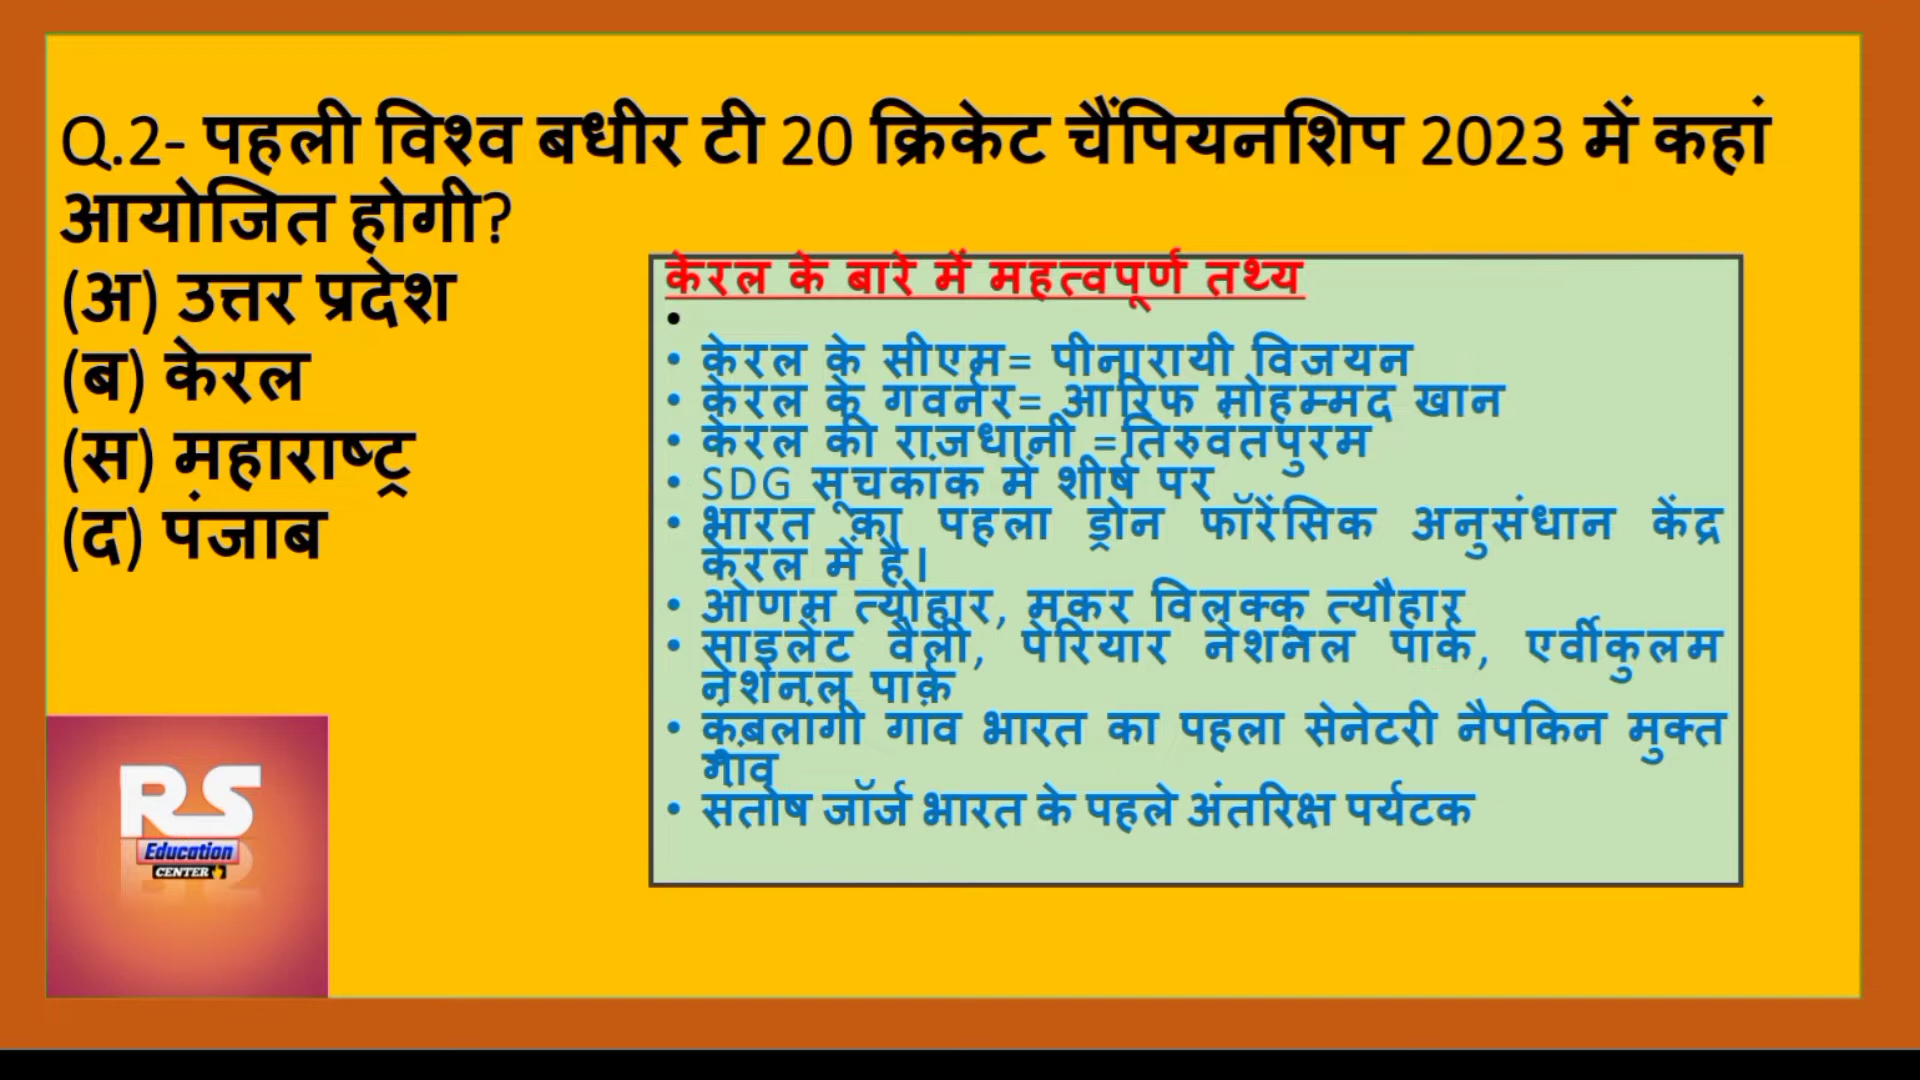 Q.2- पहली विश्व बधीर टी 20 क्रिकेट चैंपियनशिप 2023 में कहां
आयोजित होगी?
(अ) उत्तर प्रदेश
(ब) केरल
(स) महाराष्ट्र
(द) पंजाब
केरल के बारे में महत्वपूर्ण तथ्य
•
• केरल के सीएम= पीनारायी विजयन
• केरल के गवर्नर= आरिफ मोहम्मद खान
• केरल की राजधानी =तिरुवंतपुरम
• SDG सूचकांक में शीर्ष पर
• भारत का पहला ड्रोन फॉरेंसिक अनुसंधान केंद्र
केरल में है।
• ओणम त्योहार, मकर विलक्कू त्यौहार
• साइलेंट वैली, पेरियार नेशनल पार्क, एर्वीकुलम
नेशनल पार्क
• कुंबलांगी गांव भारत का पहला सेनेटरी नैपकिन मुक्त
गांव
• संतोष जॉर्ज भारत के पहले अंतरिक्ष पर्यटक
RS
Education
CENTER